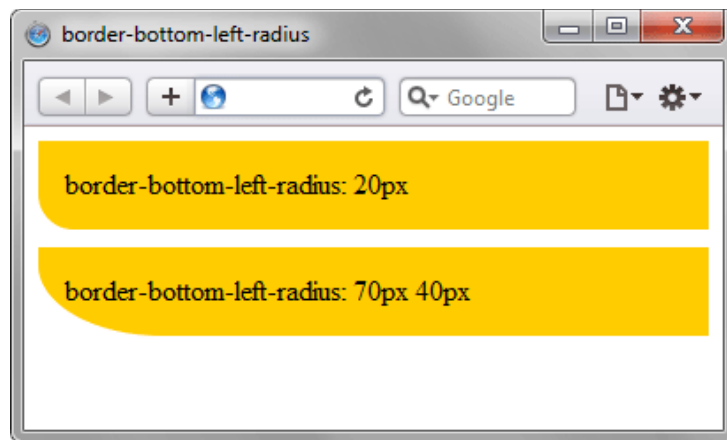 border-bottom-left-radius
Google
border-bottom-left-radius: 20px
border-bottom-left-radius: 70px 40px